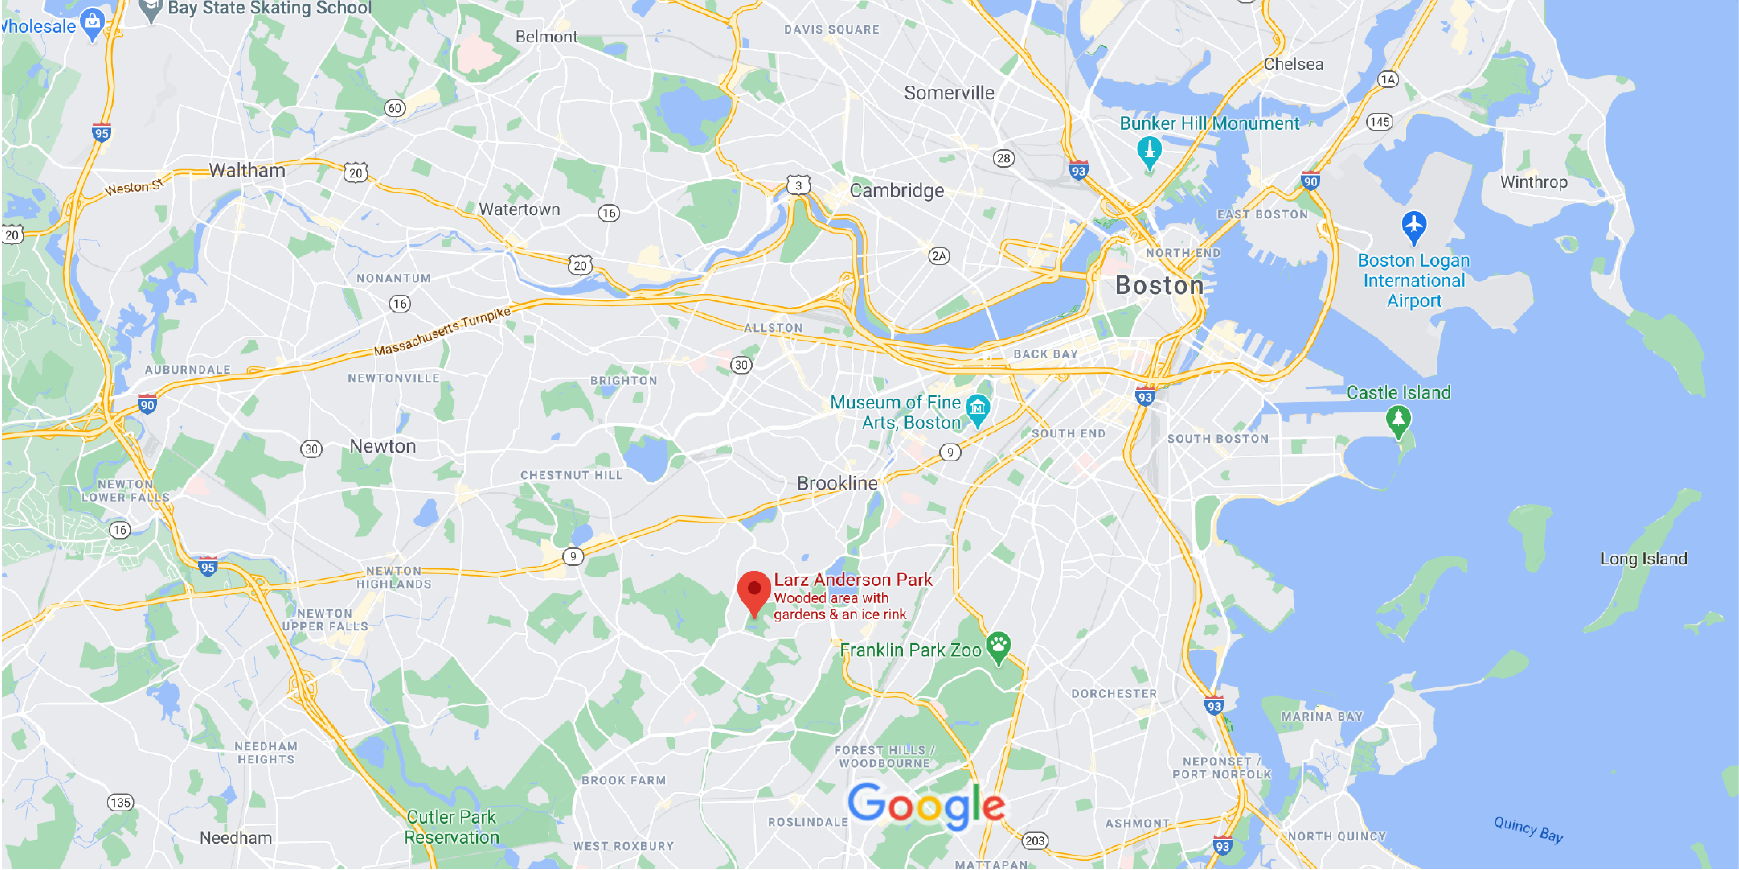 Bay State Skating School
Wholesale
Belmont
DAVIS SQUARE
Chelsea
1A
Somerville
60
145
95
Bunker Hill Monument
28
93
Waltham
20
3
Cambridge
90
Winthrop
Weston St
Watertown
16
EAST BOSTON
20
NORTH END
2A
20
Boston Logan
International
Airport
NONANTUM
Boston
16
Massachusetts Turnpike
ALLSTON
BACK BAY
AUBURNDALE
NEWTONVILLE
BRIGHTON
30
90
93
Castle Island
Museum of Fine
Arts, Boston
SOUTH END
SOUTH BOSTON
30
Newton
9
CHESTNUT HILL
Brookline
NEWTON
LOWER FALLS
16
9
Long Island
95
NEWTON
HIGHLANDS
Larz Anderson Park
Wooded area with
gardens & an ice rink
NEWTON
UPPER FALLS
Franklin Park Zoo
DORCHESTER
93
MARINA BAY
NEEDHAM
HEIGHTS
FOREST HILLS /
WOODBOURNE
NEPONSET /
PORT NORFOLK
BROOK FARM
135
Google
Cutler Park
Reservation
ROSLINDALE
ASHMONT
Quincy Bay
Needham
203
NORTH QUINCY
WEST ROXBURY
93
MATTAPAN